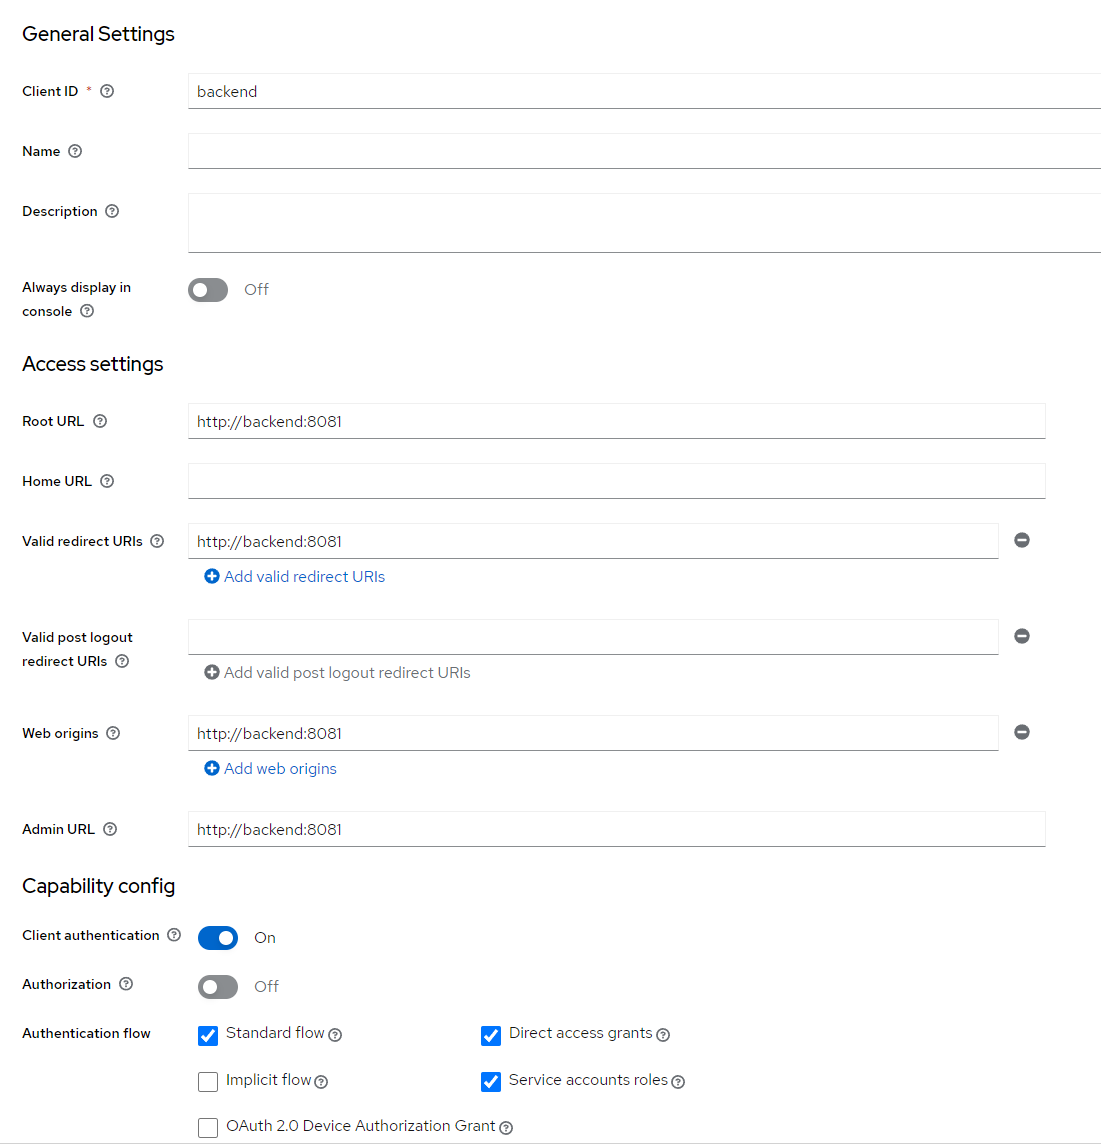 General Settings
Client ID *
backend
Name
Description
Always display in
console
Off
Access settings
Root URL
http://backend:8081
Home URL
Valid redirect URIs
http://backend:8081
Add valid redirect URIs
Valid post logout
redirect URIs
Add valid post logout redirect URIs
Web origins
http://backend:8081
Add web origins
Admin URL
http://backend:8081
Capability config
Client authentication
On
Authorization
Off
Authentication flow
Standard flow
Direct access grants
Implicit flow
Service accounts roles
OAuth 2.0 Device Authorization Grant